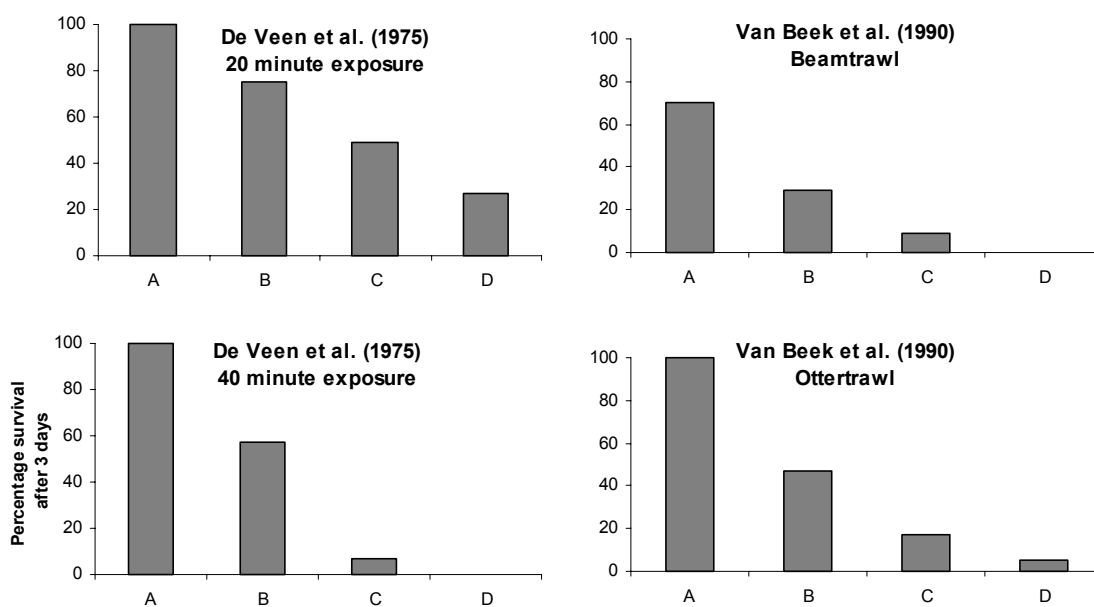 De Veen et al. (1975)
20 minute exposure
100
80
60
40
20
0
A B C D
Van Beek et al. (1990)
Beamtrawl
100
80
60
40
20
0
A B C D
De Veen et al. (1975)
40 minute exposure
Percentage survival
after 3 days
100
80
60
40
20
0
A B C D
Van Beek et al. (1990)
Ottertrawl
100
80
60
40
20
0
A B C D